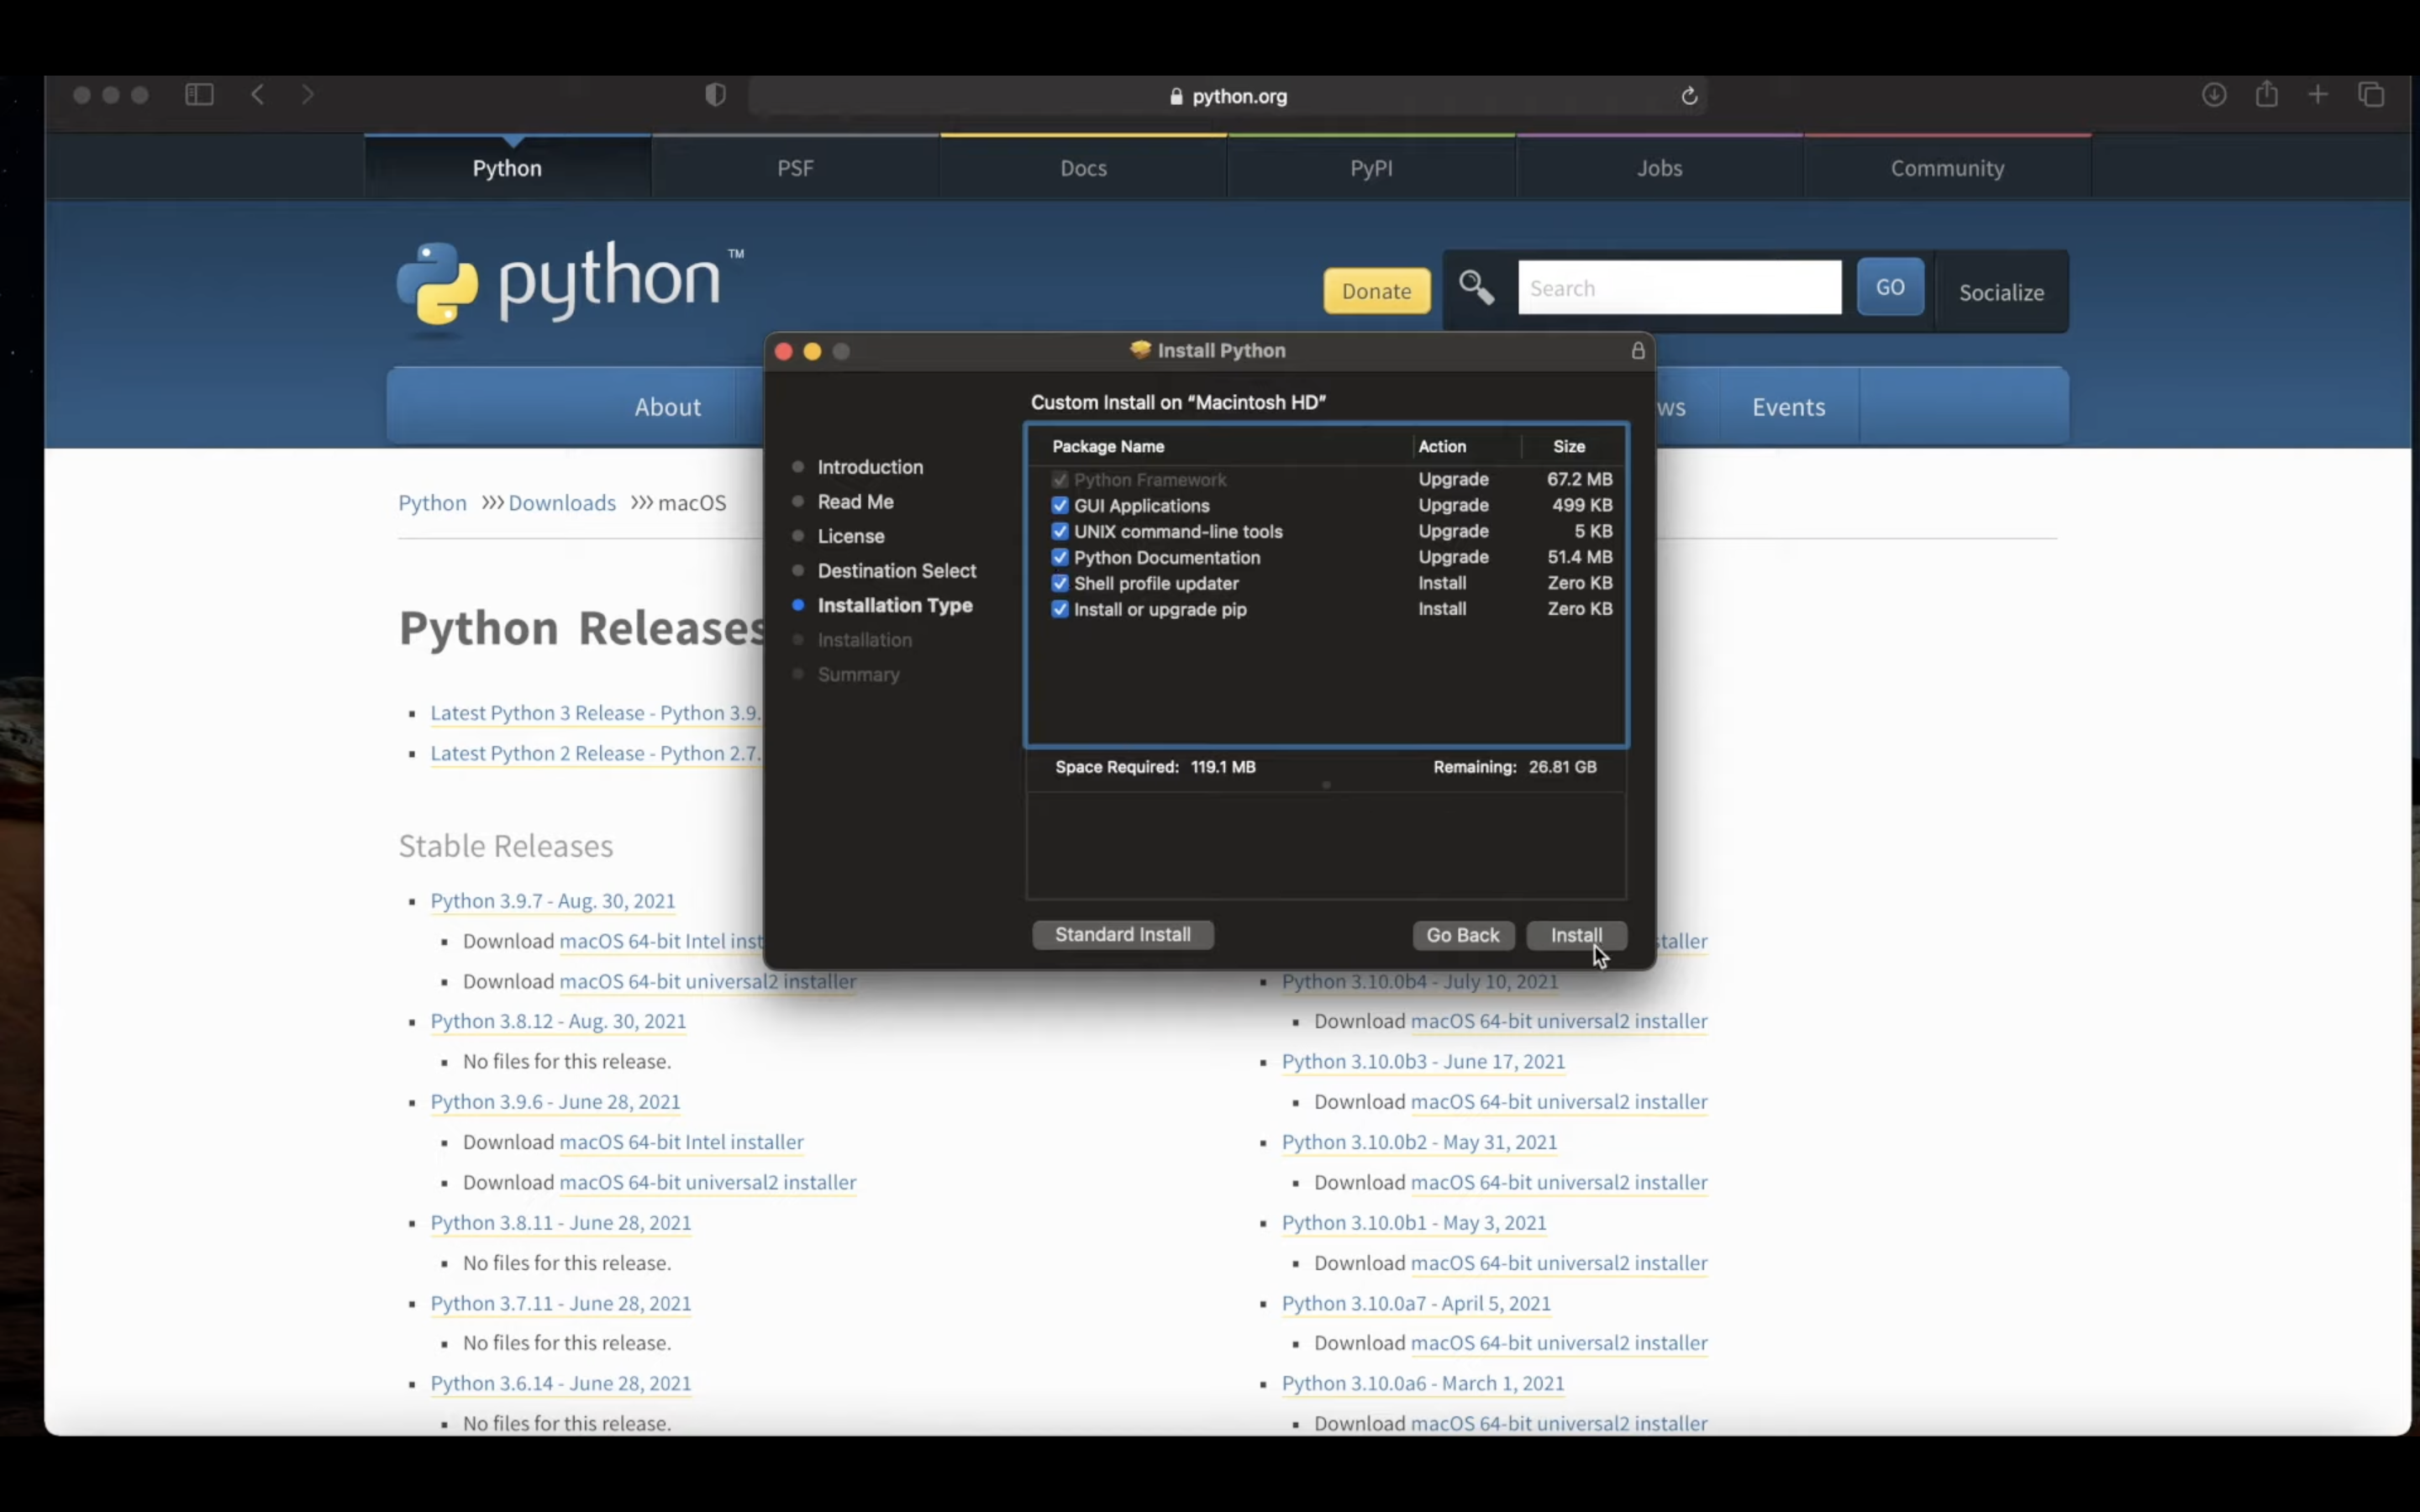 python.org
Python PSF Docs PyPI Jobs Community
python™
Donate Search GO Socialize
About ws Events
Python >>> Downloads >>> macOS
Python Releases
Latest Python 3 Release - Python 3.9.
Latest Python 2 Release - Python 2.7.
Stable Releases
Python 3.9.7 - Aug. 30, 2021
Download macOS 64-bit Intel inst
Download macOS 64-bit universal2 installer
Python 3.8.12 - Aug. 30, 2021
No files for this release.
Python 3.9.6 - June 28, 2021
Download macOS 64-bit Intel installer
Download macOS 64-bit universal2 installer
Python 3.8.11 - June 28, 2021
No files for this release.
Python 3.7.11 - June 28, 2021
No files for this release.
Python 3.6.14 - June 28, 2021
No files for this release.
Install Python
Introduction
Read Me
License
Destination Select
Installation Type
Installation
Summary
Custom Install on “Macintosh HD”
Package Name Action Size
Python Framework Upgrade 67.2 MB
GUI Applications Upgrade 499 KB
UNIX command-line tools Upgrade 5 KB
Python Documentation Upgrade 51.4 MB
Shell profile updater Install Zero KB
Install or upgrade pip Install Zero KB
Space Required: 119.1 MB Remaining: 26.81 GB
Standard Install Go Back Install
staller
Python 3.10.0b4 - July 10, 2021
Download macOS 64-bit universal2 installer
Python 3.10.0b3 - June 17, 2021
Download macOS 64-bit universal2 installer
Python 3.10.0b2 - May 31, 2021
Download macOS 64-bit universal2 installer
Python 3.10.0b1 - May 3, 2021
Download macOS 64-bit universal2 installer
Python 3.10.0a7 - April 5, 2021
Download macOS 64-bit universal2 installer
Python 3.10.0a6 - March 1, 2021
Download macOS 64-bit universal2 installer